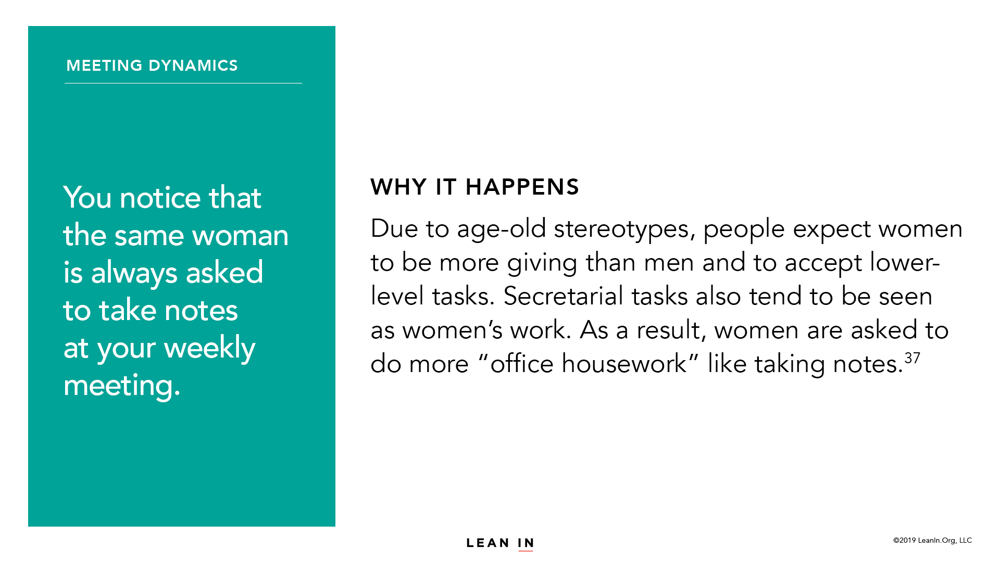 MEETING DYNAMICS
You notice that
the same woman
is always asked
to take notes
at your weekly
meeting.
WHY IT HAPPENS
Due to age-old stereotypes, people expect women
to be more giving than men and to accept lower-
level tasks. Secretarial tasks also tend to be seen
as women’s work. As a result, women are asked to
do more “office housework” like taking notes.37
LEAN IN
©2019 LeanIn.Org, LLC